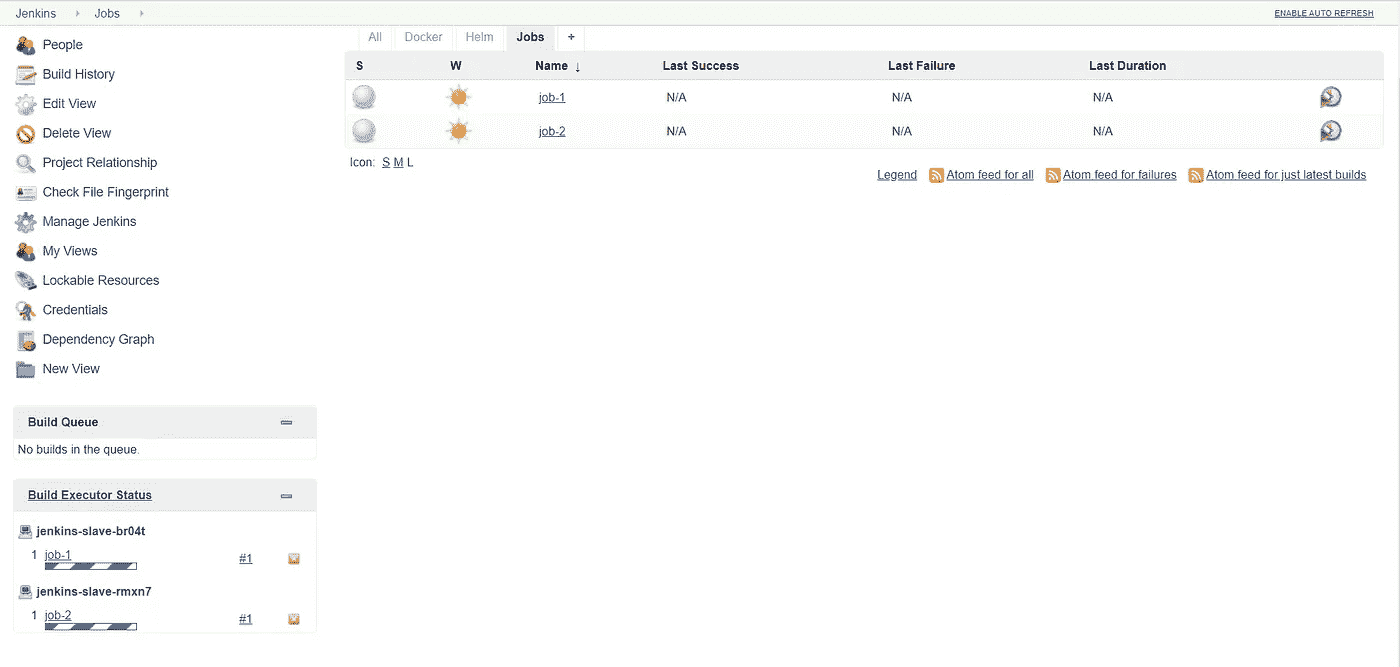 Jenkins Jobs ENABLE AUTO REFRESH
People
Build History
Edit View
Delete View
Project Relationship
Check File Fingerprint
Manage Jenkins
My Views
Lockable Resources
Credentials
Dependency Graph
New View
Build Queue
No builds in the queue.
Build Executor Status
jenkins-slave-br04t
1 job-1 #1
jenkins-slave-rmxn7
1 job-2 #1
All Docker Helm Jobs +
S W Name ↓ Last Success Last Failure Last Duration
job-1 N/A N/A N/A
job-2 N/A N/A N/A
Icon: S M L
Legend Atom feed for all Atom feed for failures Atom feed for just latest builds